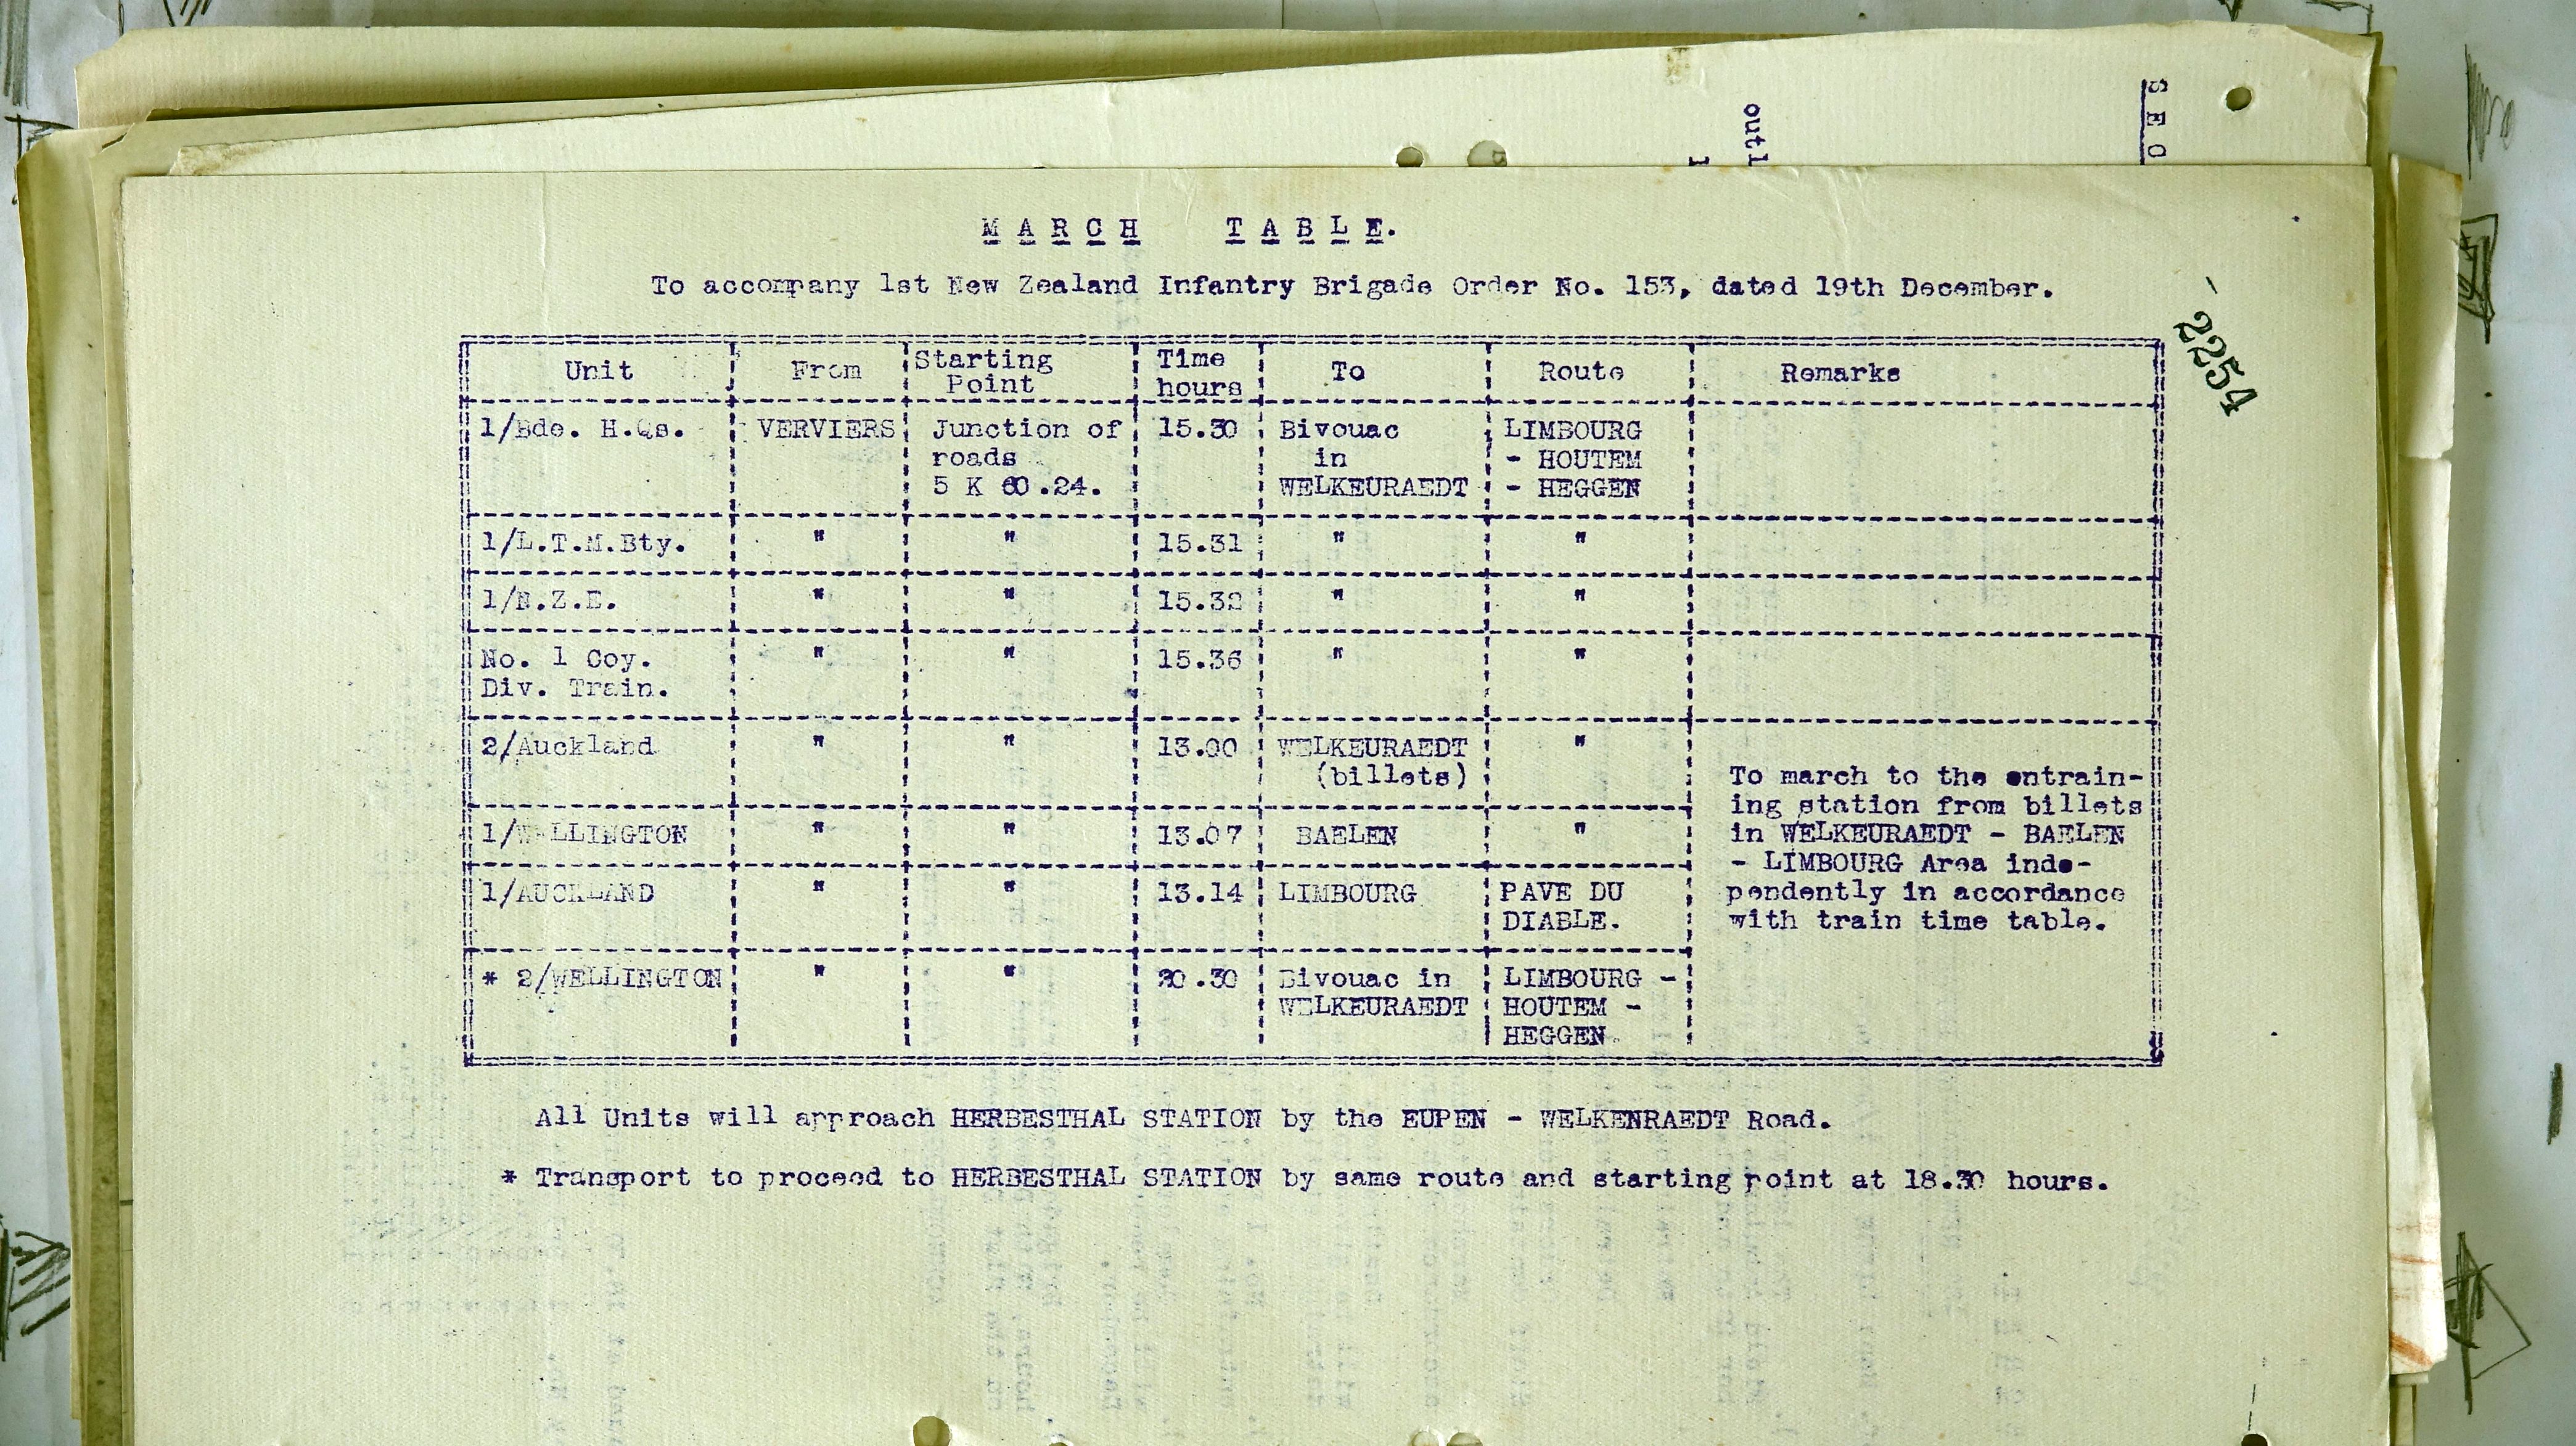 S E C
outl
MARCH TABLE.
To accompany 1st New Zealand Infantry Brigade Order No. 153, dated 19th December.
2254
Unit From Starting Point Time hours To Route Remarks
1/Bde. H.Qs. VERVIERS Junction of 15.30 Bivouac LIMBOURG
roads in - HOUTEM
5 K 60.24. WELKEURAEDT - HEGGEN
1/L.T.M.Bty. " " 15.31 " "
1/N.Z.E. " " 15.32 " "
No. 1 Coy. " " 15.36 " "
Div. Train.
2/Auckland " " 13.00 WELKEURAEDT "
(billets)
1/WELLINGTON " " 13.07 BAELEN "
1/AUCKLAND " " 13.14 LIMBOURG PAVE DU
DIABLE.
* 2/WELLINGTON " " 20.30 Bivouac in LIMBOURG -
WELKEURAEDT HOUTEM -
HEGGEN
To march to the entrain-
ing station from billets
in WELKEURAEDT - BAELEN
- LIMBOURG Area inde-
pendently in accordance
with train time table.
All Units will approach HERBESTHAL STATION by the EUPEN - WELKENRAEDT Road.
* Transport to proceed to HERBESTHAL STATION by same route and starting point at 18.30 hours.